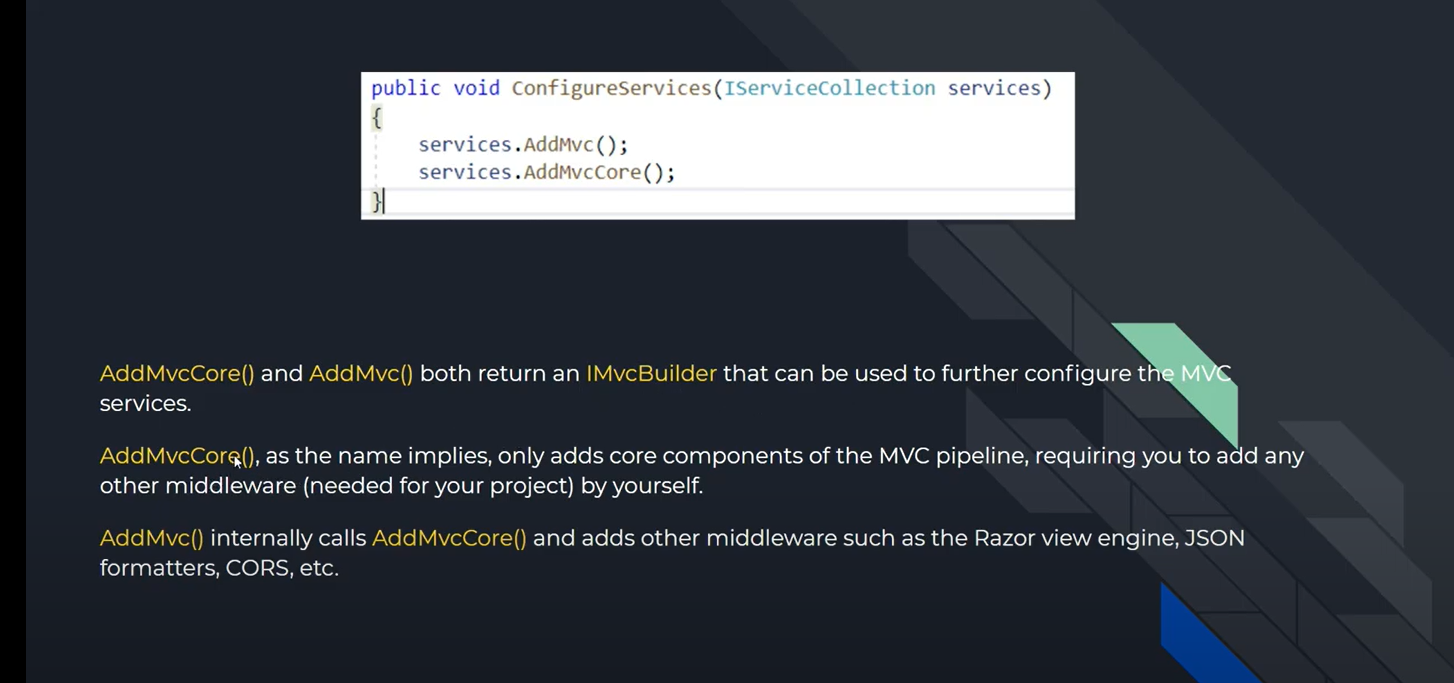 public void ConfigureServices(IServiceCollection services)
{
services.AddMvc();
services.AddMvcCore();
}
AddMvcCore() and AddMvc() both return an IMvcBuilder that can be used to further configure the MVC
services.
AddMvcCore(), as the name implies, only adds core components of the MVC pipeline, requiring you to add any
other middleware (needed for your project) by yourself.
AddMvc() internally calls AddMvcCore() and adds other middleware such as the Razor view engine, JSON
formatters, CORS, etc.